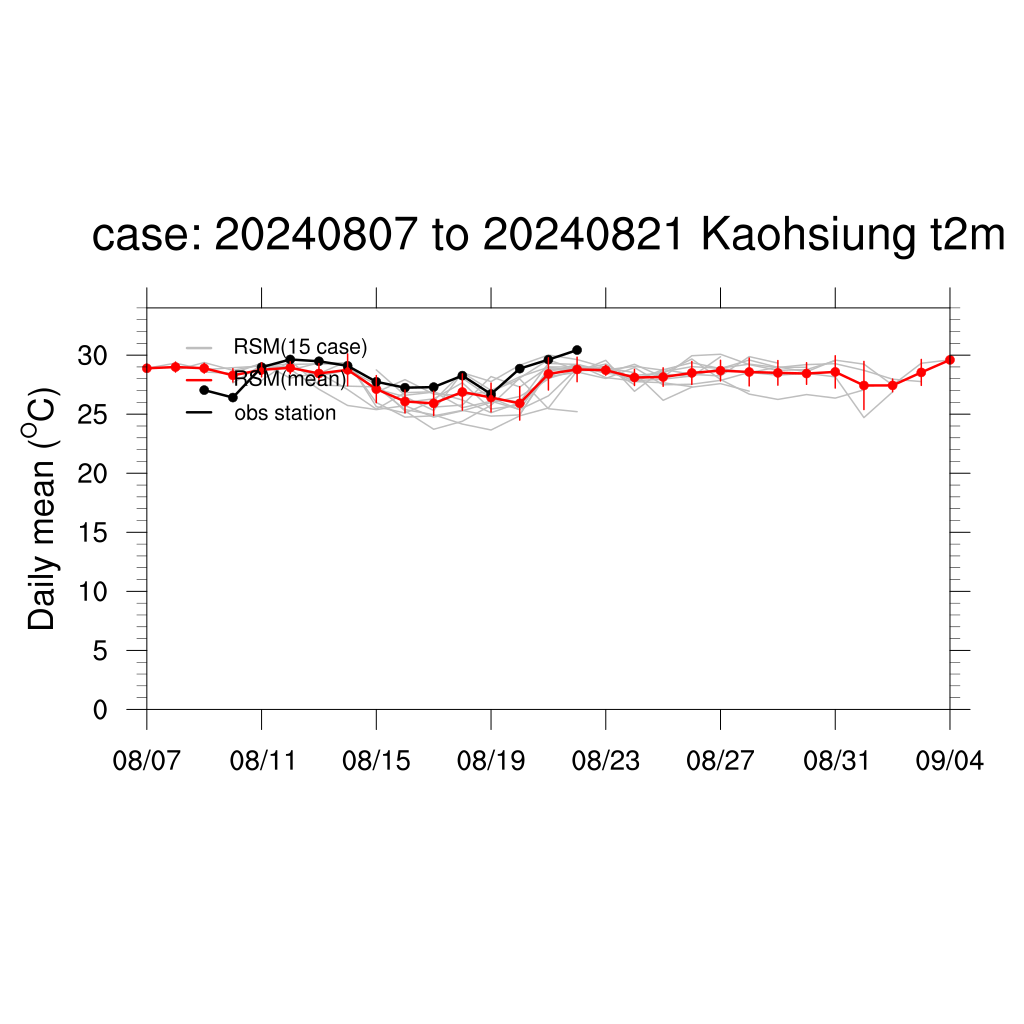 case: 20240807 to 20240821 Kaohsiung t2m
Daily mean (°C)
30
25
20
15
10
5
0
RSM(15 case)
RSM(mean)
obs station
08/07 08/11 08/15 08/19 08/23 08/27 08/31 09/04